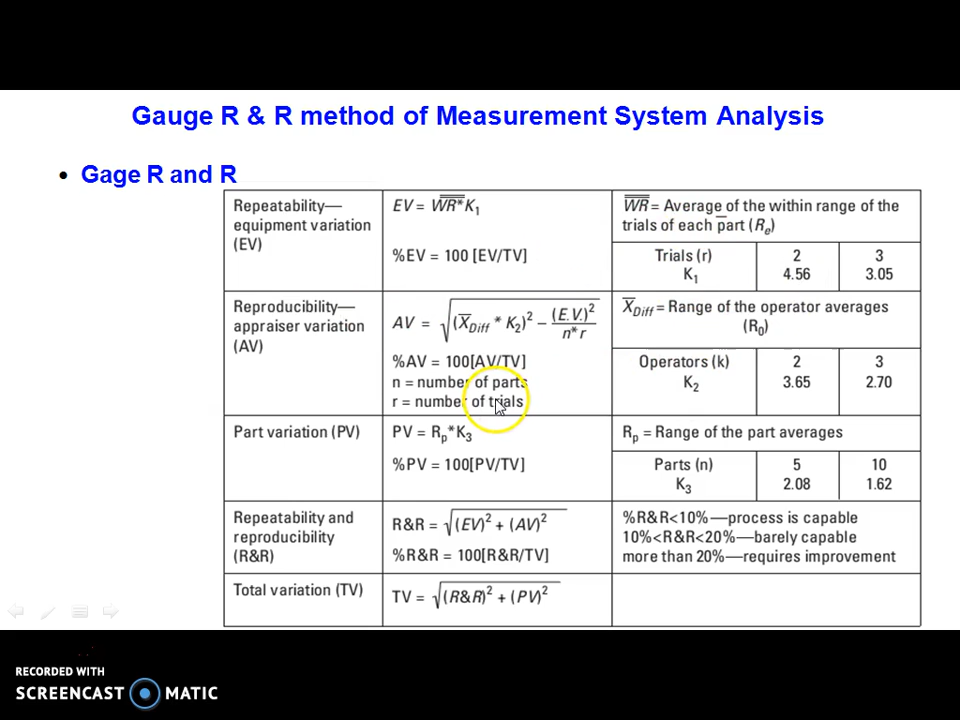 Gauge R & R method of Measurement System Analysis
• Gage R and R
Repeatability—
equipment variation
(EV)
EV = W̿R̿* K₁
%EV = 100 [EV/TV]
W̿R̿ = Average of the within range of the
trials of each p̅art (Rₑ)
Trials (r) 2 3
K₁ 4.56 3.05
Reproducibility—
appraiser variation
(AV)
AV = √(X̅Diff * K₂)² – (E.V.)²/n*r
%AV = 100[AV/TV]
n = number of parts
r = number of trials
X̅Diff = Range of the operator averages
(R₀)
Operators (k) 2 3
K₂ 3.65 2.70
Part variation (PV)
PV = Rₚ*K₃
%PV = 100[PV/TV]
Rₚ = Range of the part averages
Parts (n) 5 10
K₃ 2.08 1.62
Repeatability and
reproducibility
(R&R)
R&R = √(EV)² + (AV)²
%R&R = 100[R&R/TV]
%R&R<10%—process is capable
10%<R&R<20%—barely capable
more than 20%—requires improvement
Total variation (TV)
TV = √(R&R)² + (PV)²
RECORDED WITH
SCREENCAST MATIC